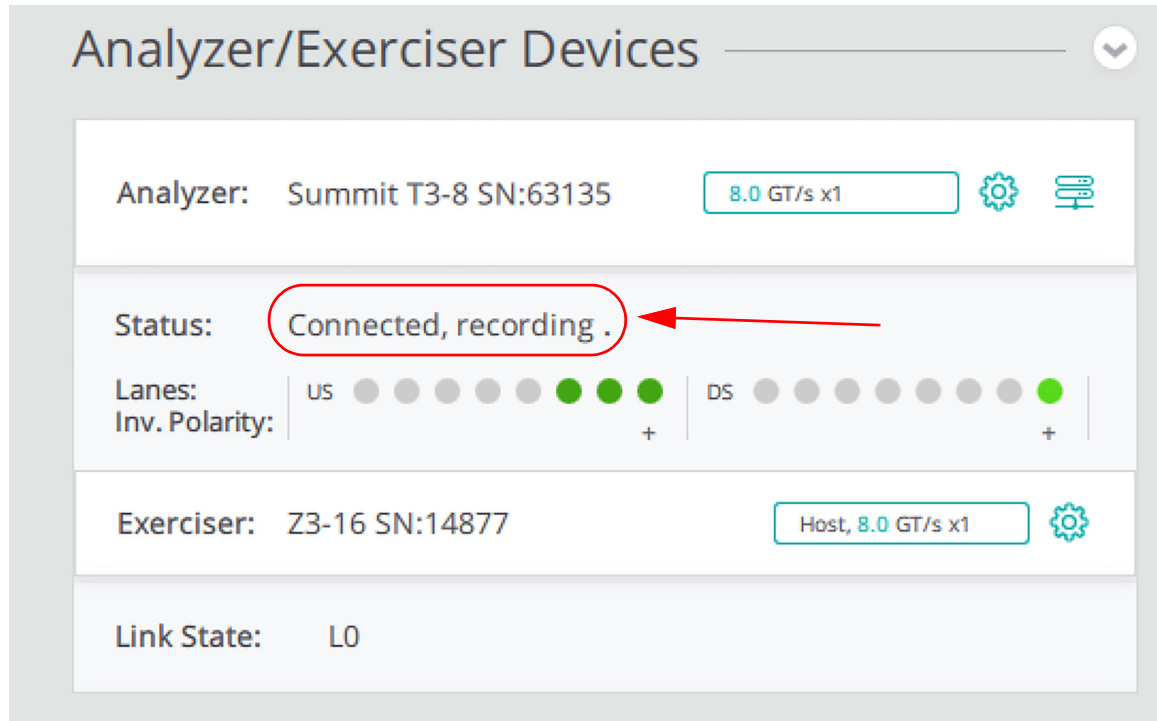 Analyzer/Exerciser Devices
Analyzer: Summit T3-8 SN:63135 8.0 GT/s x1
Status: Connected, recording .
Lanes: US DS
Inv. Polarity: + +
Exerciser: Z3-16 SN:14877 Host, 8.0 GT/s x1
Link State: L0